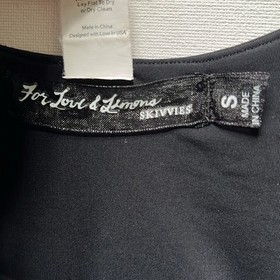 Lay Flat To Dry
Or Dry Clean
Made in China
Designed with Love in USA
For Love & Lemons
SKIVVIES
S
MADE
IN CHINA